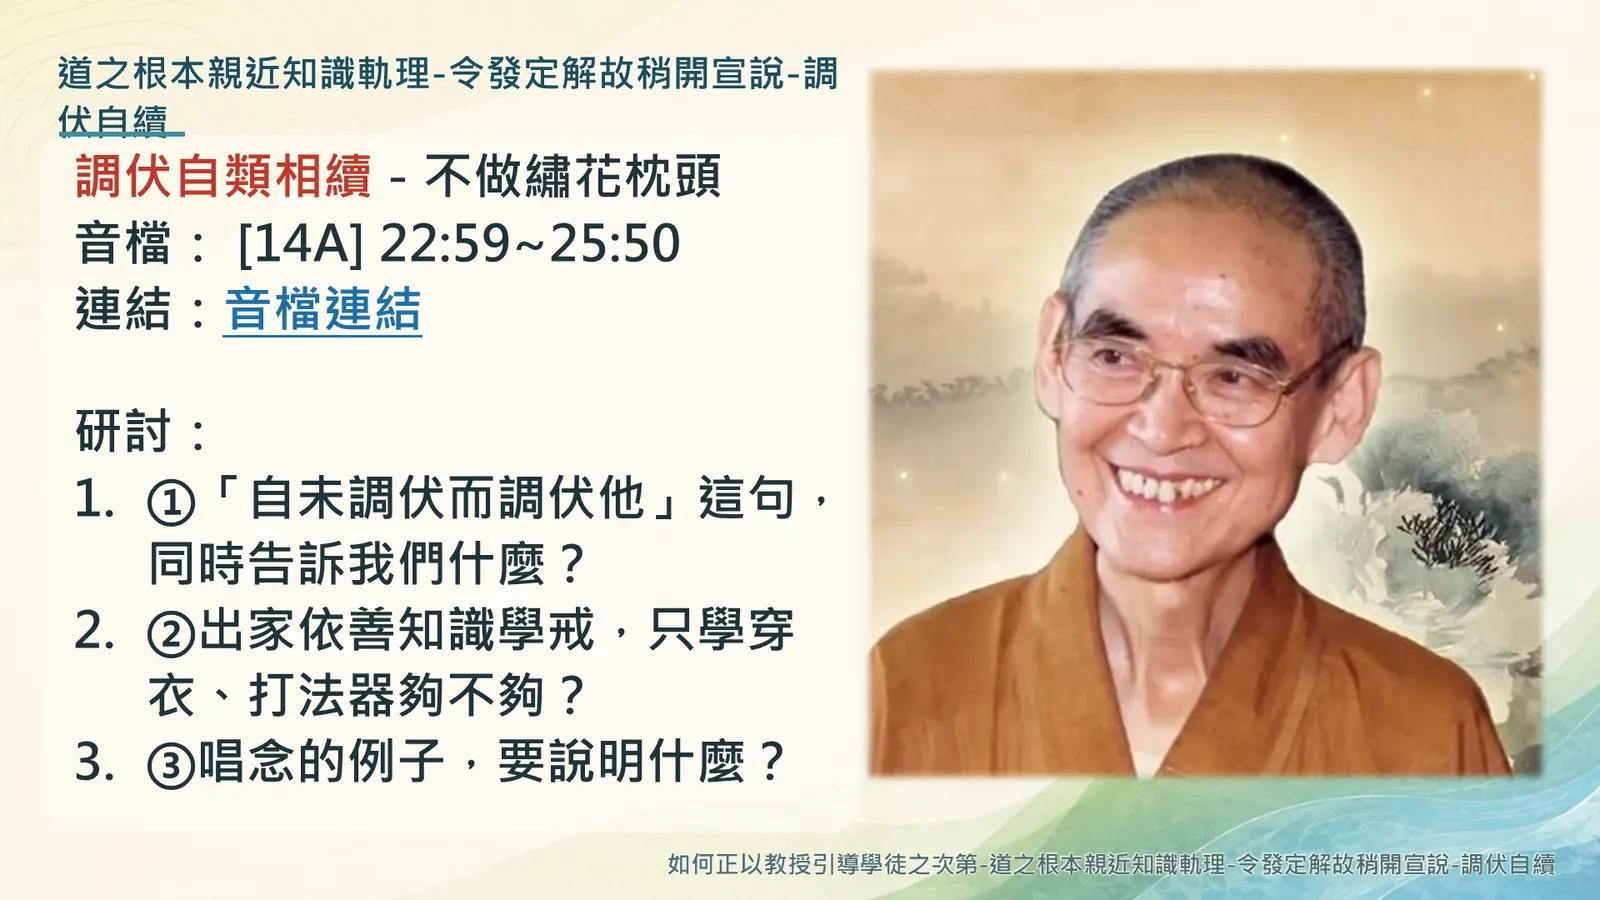 道之根本親近知識軌理-令發定解故稍開宣說-調
伏自續
調伏自類相續 - 不做繡花枕頭
音檔： [14A] 22:59~25:50
連結：音檔連結
研討：
1. ①「自未調伏而調伏他」這句，
同時告訴我們什麼？
2. ②出家依善知識學戒，只學穿
衣、打法器夠不夠？
3. ③唱念的例子，要說明什麼？
如何正以教授引導學徒之次第-道之根本親近知識軌理-令發定解故稍開宣說-調伏自續